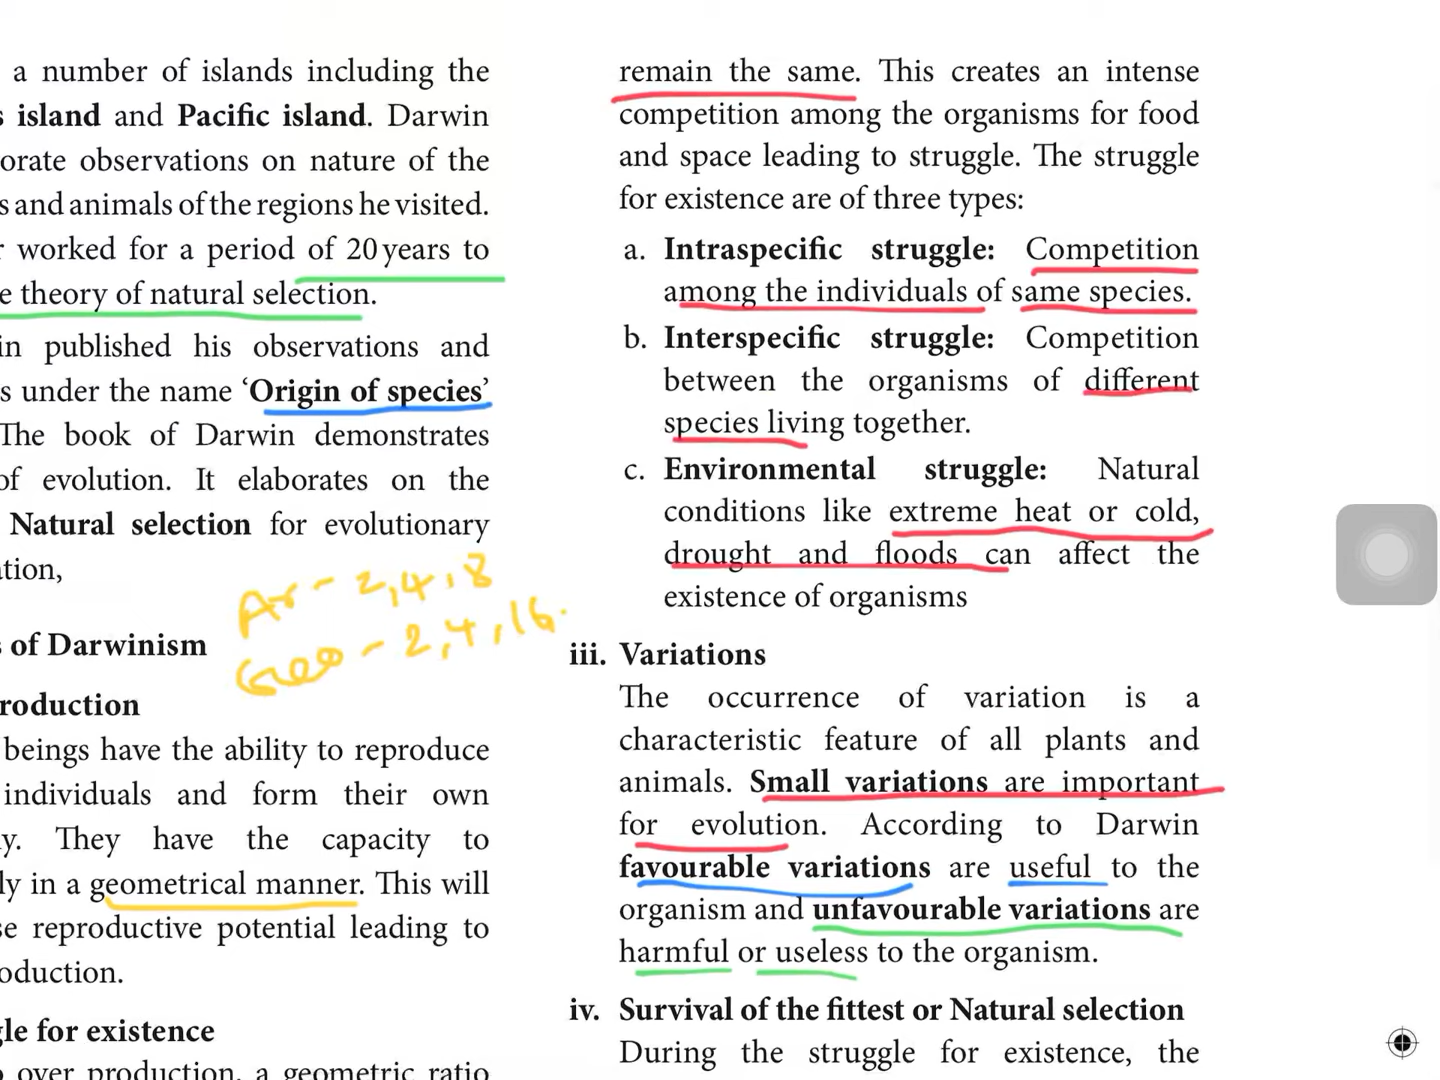 a number of islands including the
island and Pacific island. Darwin
orate observations on nature of the
s and animals of the regions he visited.
r worked for a period of 20 years to
e theory of natural selection.
in published his observations and
s under the name ‘Origin of species’
The book of Darwin demonstrates
of evolution. It elaborates on the
Natural selection for evolutionary
ation,
Ar - 2,4,8
Geo - 2,4,16.
s of Darwinism
roduction
beings have the ability to reproduce
individuals and form their own
y. They have the capacity to
ly in a geometrical manner. This will
se reproductive potential leading to
oduction.
gle for existence
over production, a geometric ratio
remain the same. This creates an intense
competition among the organisms for food
and space leading to struggle. The struggle
for existence are of three types:
a. Intraspecific struggle: Competition
among the individuals of same species.
b. Interspecific struggle: Competition
between the organisms of different
species living together.
c. Environmental struggle: Natural
conditions like extreme heat or cold,
drought and floods can affect the
existence of organisms
iii. Variations
The occurrence of variation is a
characteristic feature of all plants and
animals. Small variations are important
for evolution. According to Darwin
favourable variations are useful to the
organism and unfavourable variations are
harmful or useless to the organism.
iv. Survival of the fittest or Natural selection
During the struggle for existence, the